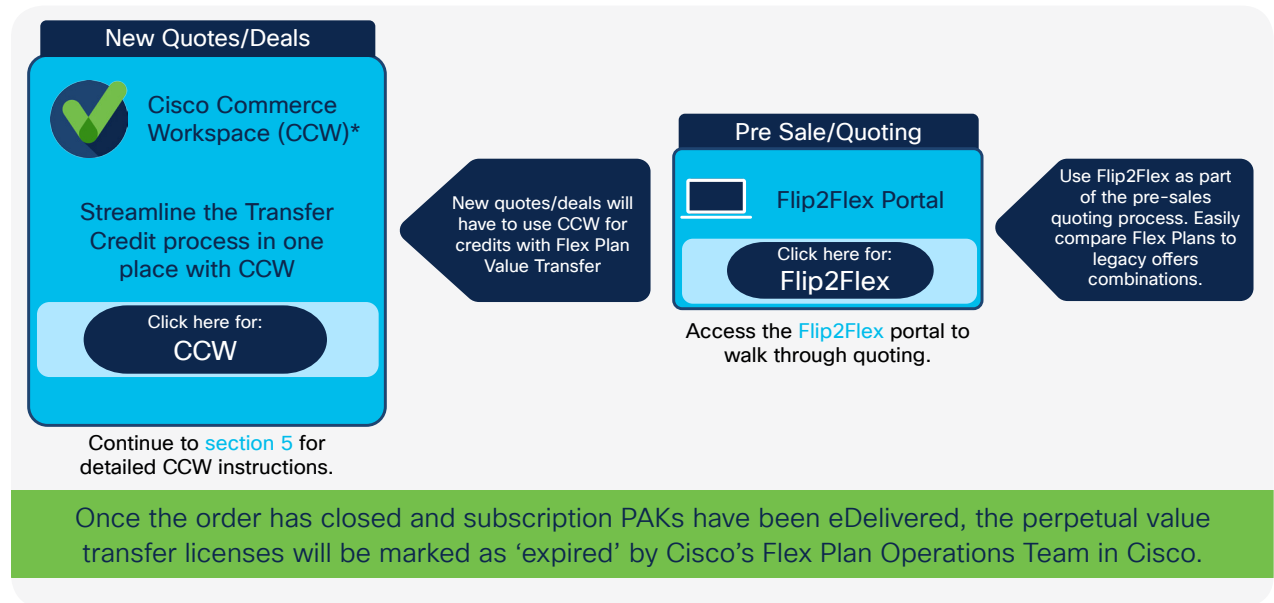 New Quotes/Deals
Cisco Commerce
Workspace (CCW)*
Streamline the Transfer
Credit process in one
place with CCW
Click here for:
CCW
Continue to section 5 for
detailed CCW instructions.
New quotes/deals will
have to use CCW for
credits with Flex Plan
Value Transfer
Pre Sale/Quoting
Flip2Flex Portal
Click here for:
Flip2Flex
Access the Flip2Flex portal to
walk through quoting.
Use Flip2Flex as part
of the pre-sales
quoting process. Easily
compare Flex Plans to
legacy offers
combinations.
Once the order has closed and subscription PAKs have been eDelivered, the perpetual value
transfer licenses will be marked as ‘expired’ by Cisco’s Flex Plan Operations Team in Cisco.